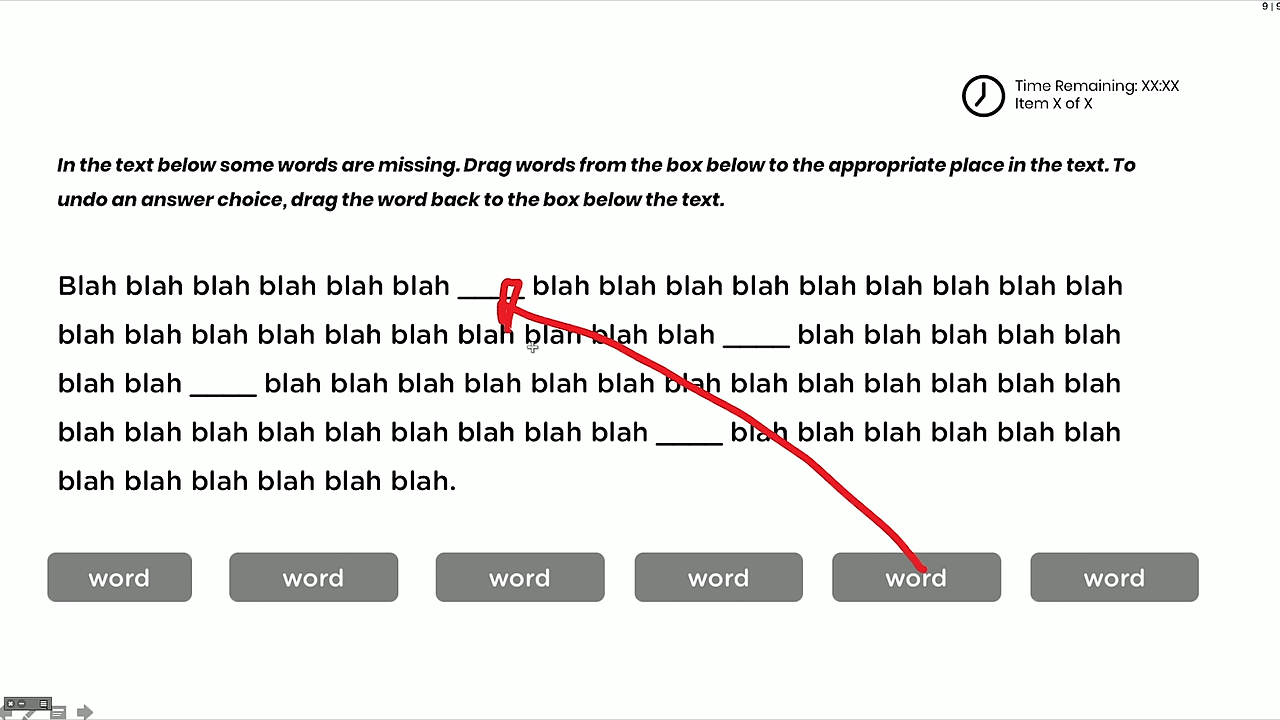 9 | 9
Time Remaining: XX:XX
Item X of X
In the text below some words are missing. Drag words from the box below to the appropriate place in the text. To
undo an answer choice, drag the word back to the box below the text.
Blah blah blah blah blah blah _____ blah blah blah blah blah blah blah blah blah
blah blah blah blah blah blah blah blah blah blah _____ blah blah blah blah blah
blah blah _____ blah blah blah blah blah blah blah blah blah blah blah blah blah
blah blah blah blah blah blah blah blah blah _____ blah blah blah blah blah blah
blah blah blah blah blah blah.
word word word word word word